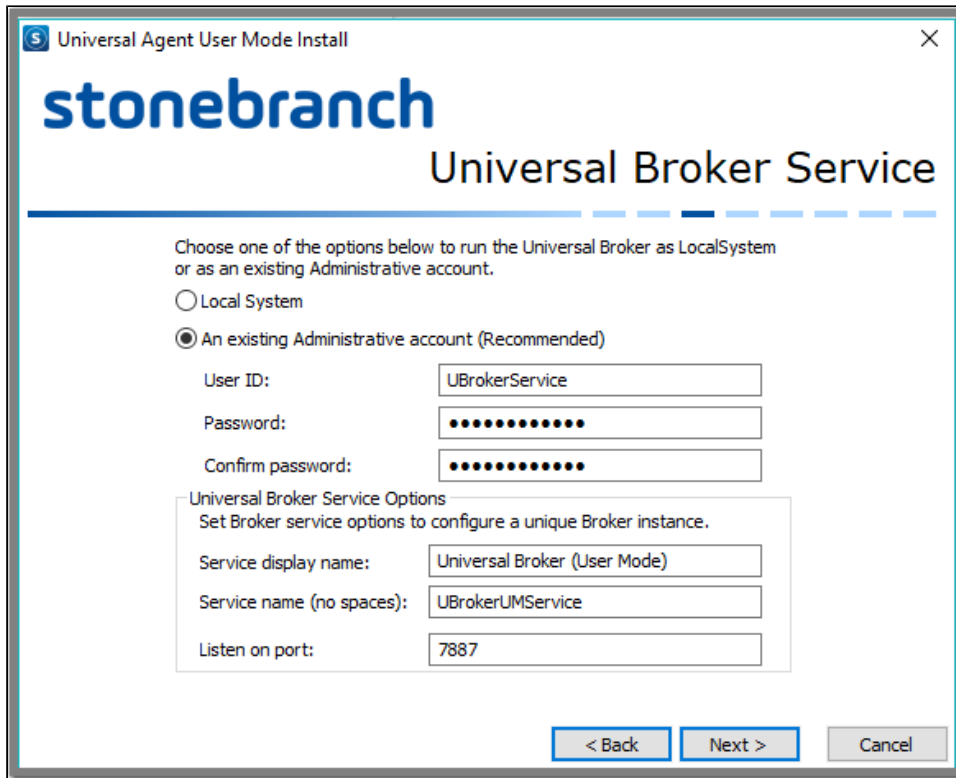 Universal Agent User Mode Install
stonebranch
Universal Broker Service
Choose one of the options below to run the Universal Broker as LocalSystem
or as an existing Administrative account.
Local System
An existing Administrative account (Recommended)
User ID: UBrokerService
Password: ●●●●●●●●●●●●
Confirm password: ●●●●●●●●●●●●
Universal Broker Service Options
Set Broker service options to configure a unique Broker instance.
Service display name: Universal Broker (User Mode)
Service name (no spaces): UBrokerUMService
Listen on port: 7887
< Back Next > Cancel